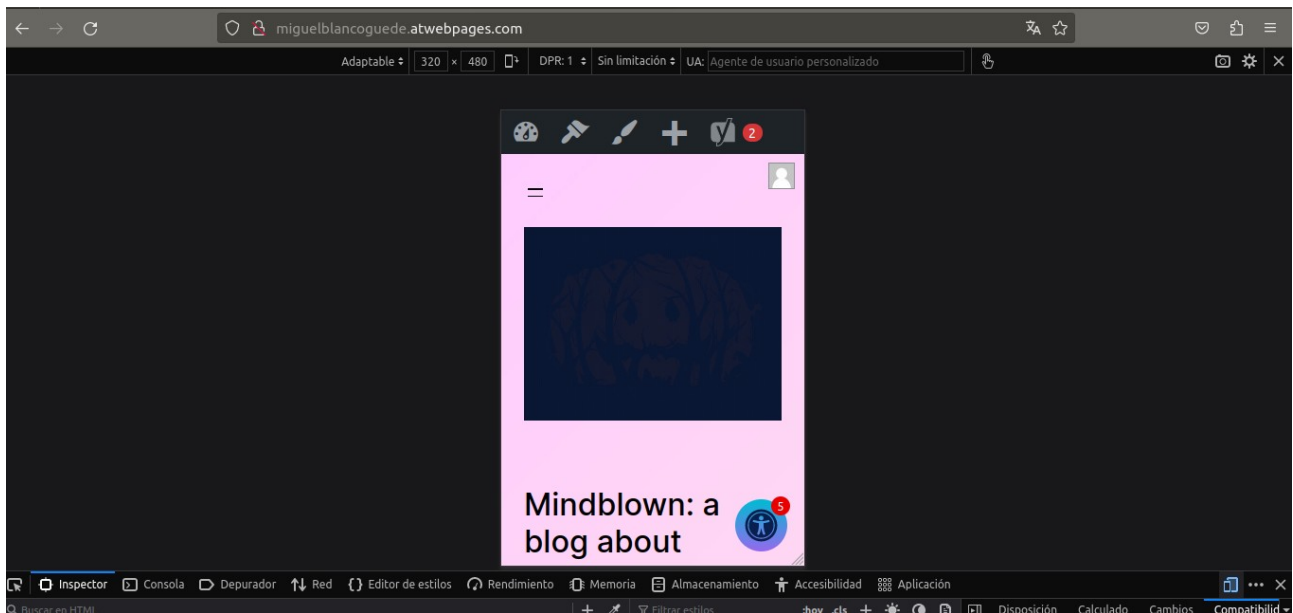 miguelblancoguede.atwebpages.com
Adaptable 320 × 480 DPR: 1 Sin limitación UA: Agente de usuario personalizado
2
Mindblown: a
5
blog about
Inspector Consola Depurador Red Editor de estilos Rendimiento Memoria Almacenamiento Accesibilidad Aplicación
Buscar en HTML Filtrar estilos :hov .cls Disposición Calculado Cambios Compatibilid